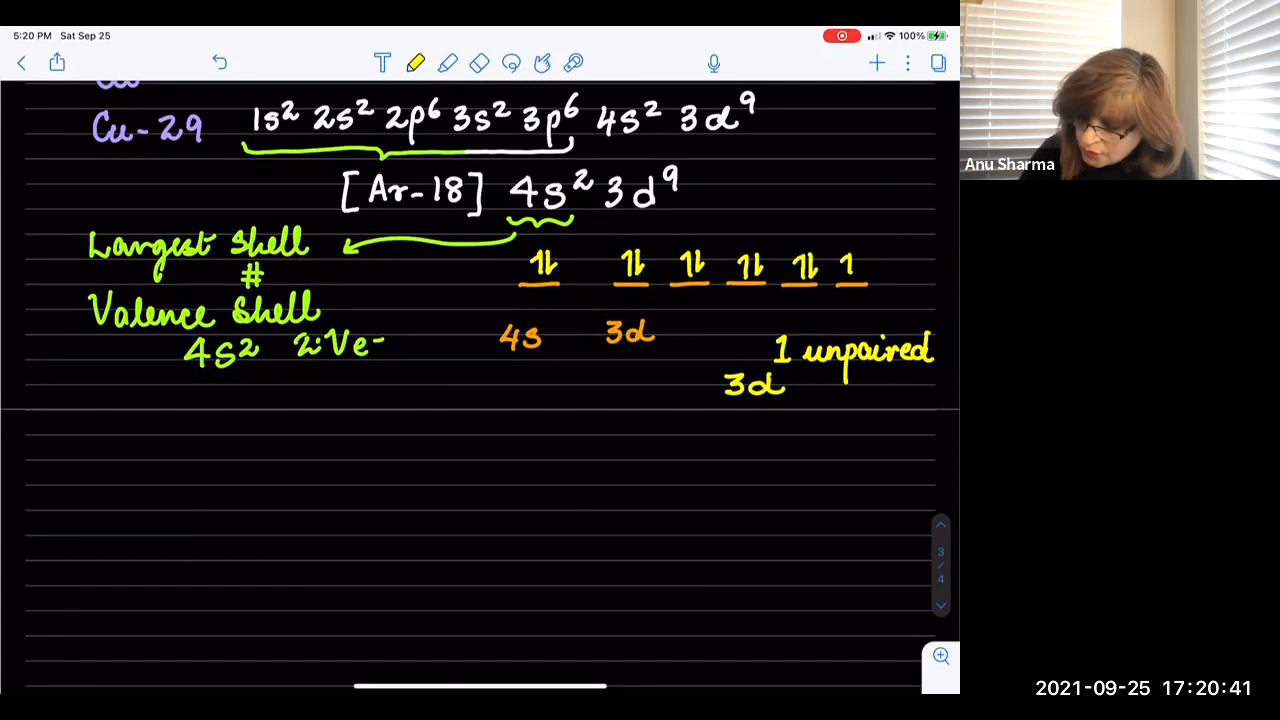 5:20 PM Sat Sep 25
100%
Cu - 29 1s² 2s² 2p⁶ 3s² 3p⁶ 4s² 3d⁹
Anu Sharma
[Ar-18] 4s² 3d⁹
Largest Shell
#
⥮ ⥮ ⥮ ⥮ ⥮ ↿
Valence Shell
4s² 2 Ve-
4s 3d
1 unpaired
3d
3
/
4
2021-09-25 17:20:41